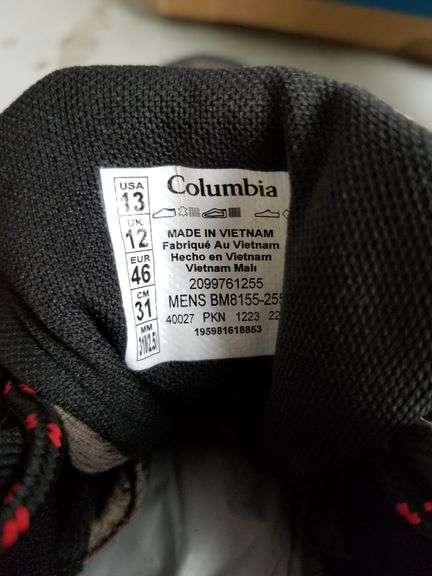 USA
13
UK
12
EUR
46
CM
31
MM
Columbia
MADE IN VIETNAM
Fabriqué Au Vietnam
Hecho en Vietnam
Vietnam Malı
2099761255
MENS BM8155-255
40027 PKN 1223 22
195981618853